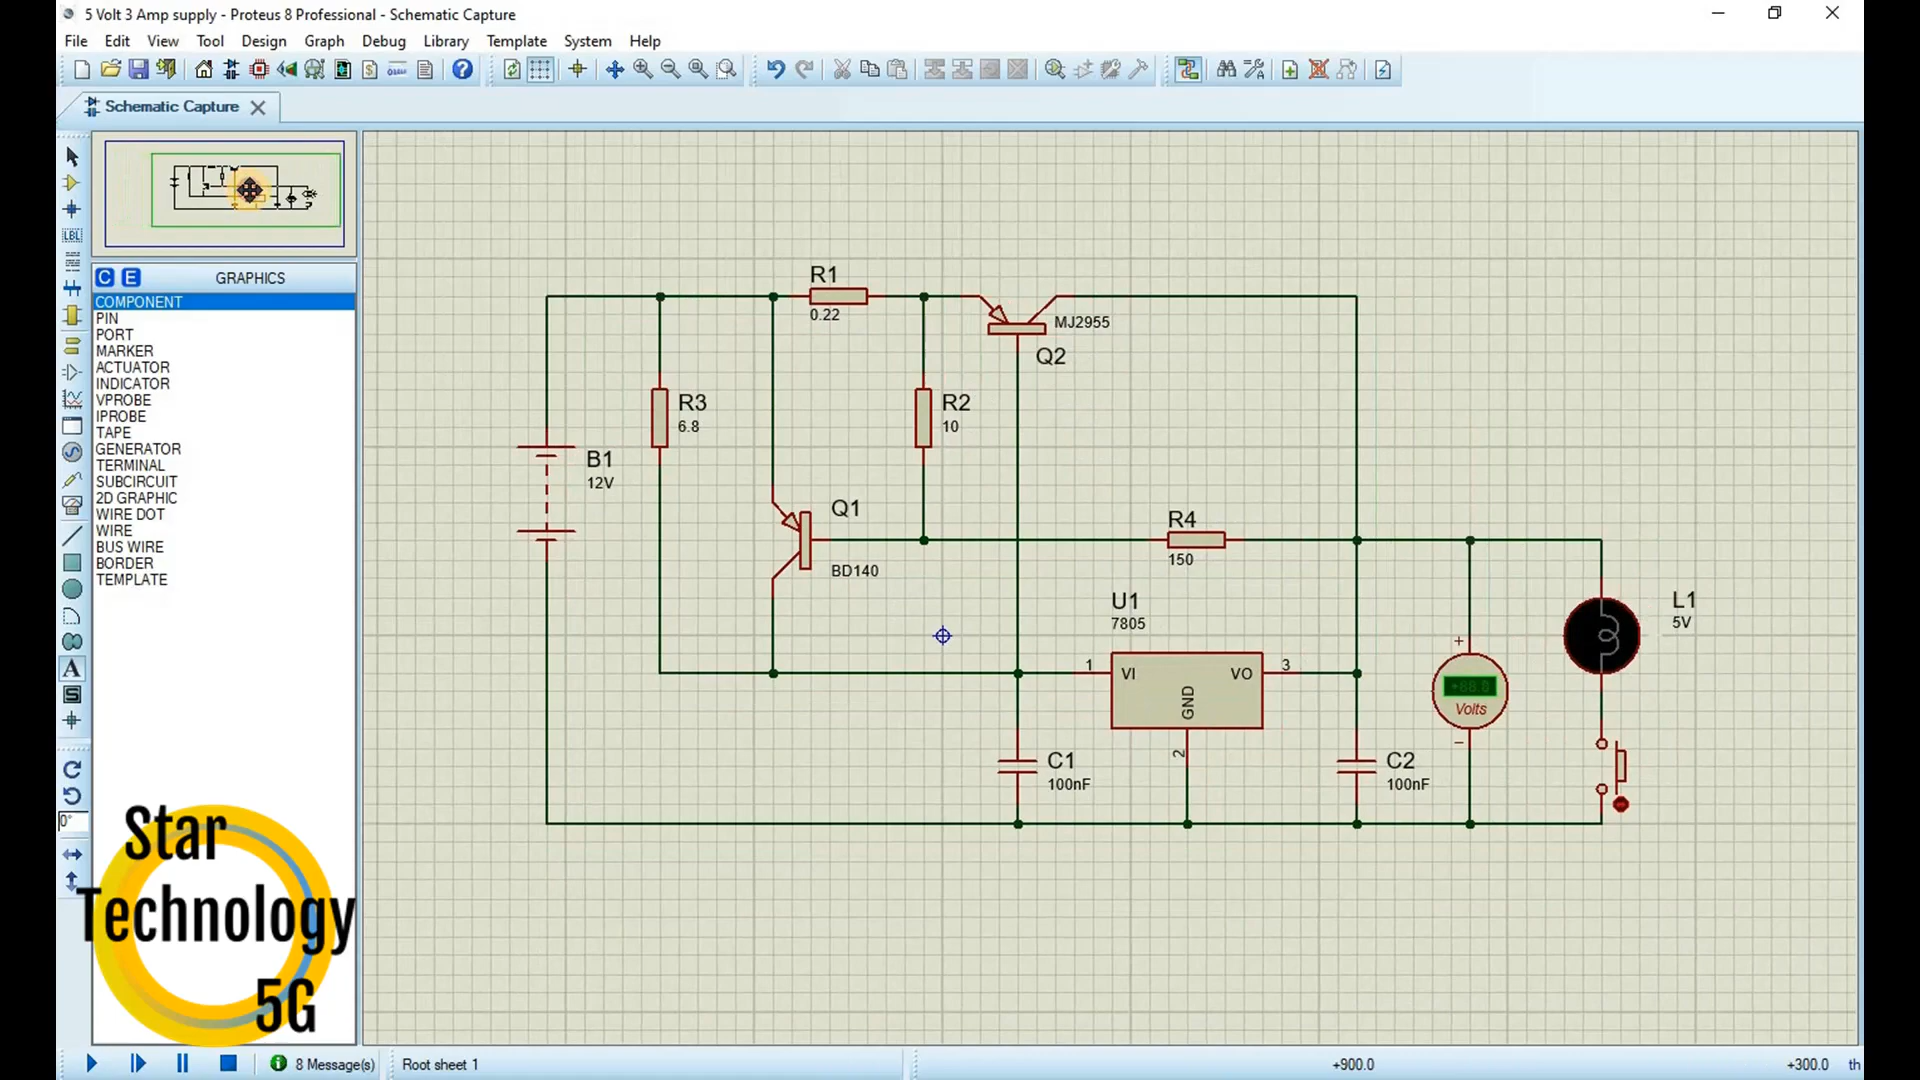 5 Volt 3 Amp supply - Proteus 8 Professional - Schematic Capture
File Edit View Tool Design Graph Debug Library Template System Help
Schematic Capture
LBL
C E GRAPHICS
COMPONENT
PIN
PORT
MARKER
ACTUATOR
INDICATOR
VPROBE
IPROBE
TAPE
GENERATOR
TERMINAL
SUBCIRCUIT
2D GRAPHIC
WIRE DOT
WIRE
BUS WIRE
BORDER
TEMPLATE
A
S
0°
R1
0.22
MJ2955
Q2
R3
6.8
R2
10
B1
12V
Q1
BD140
R4
150
U1
7805
L1
5V
1 VI VO 3
GND
2
+
Volts
−
C1
100nF
C2
100nF
Star
Technology
5G
8 Message(s)
Root sheet 1
+900.0
+300.0
th